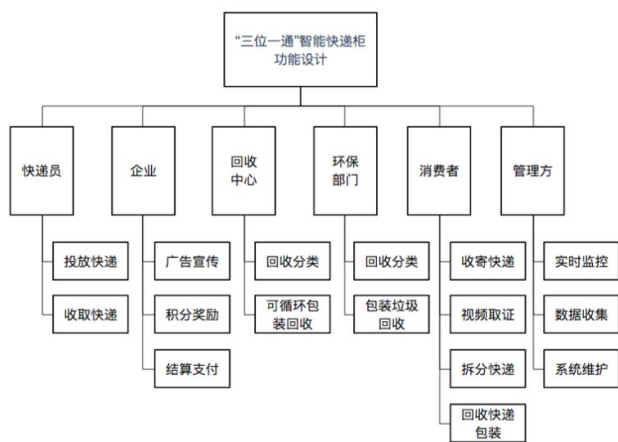 “三位一通”智能快递柜
功能设计
快递员
企业
回收
中心
环保
部门
消费者
管理方
投放快递
广告宣传
回收分类
回收分类
收寄快递
实时监控
收取快递
积分奖励
可循环包
装回收
包装垃圾
回收
视频取证
数据收集
结算支付
拆分快递
系统维护
回收快递
包装